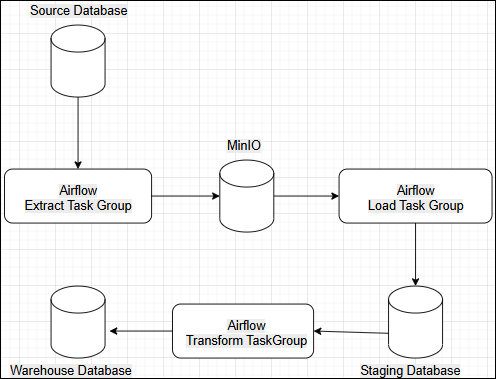 Source Database
MinIO
Airflow
Extract Task Group
Airflow
Load Task Group
Airflow
Transform TaskGroup
Warehouse Database
Staging Database